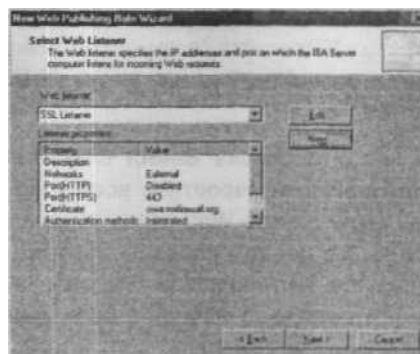 New Web Publishing Rule Wizard
Select Web Listener
The Web listener specifies the IP addresses and port on which the ISA Server
computer listens for incoming Web requests.
Web listener:
SSL Listener
Edit...
Listener properties:
New...
Property Value
Description
Networks External
Port(HTTP) Disabled
Port(HTTPS) 443
Certificate
Authentication methods Integrated
< Back Next > Cancel